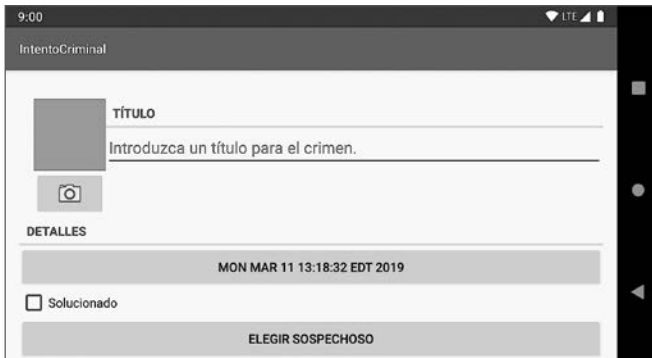 9:00
LTE
IntentoCriminal
TÍTULO
Introduzca un título para el crimen.
DETALLES
MON MAR 11 13:18:32 EDT 2019
Solucionado
ELEGIR SOSPECHOSO